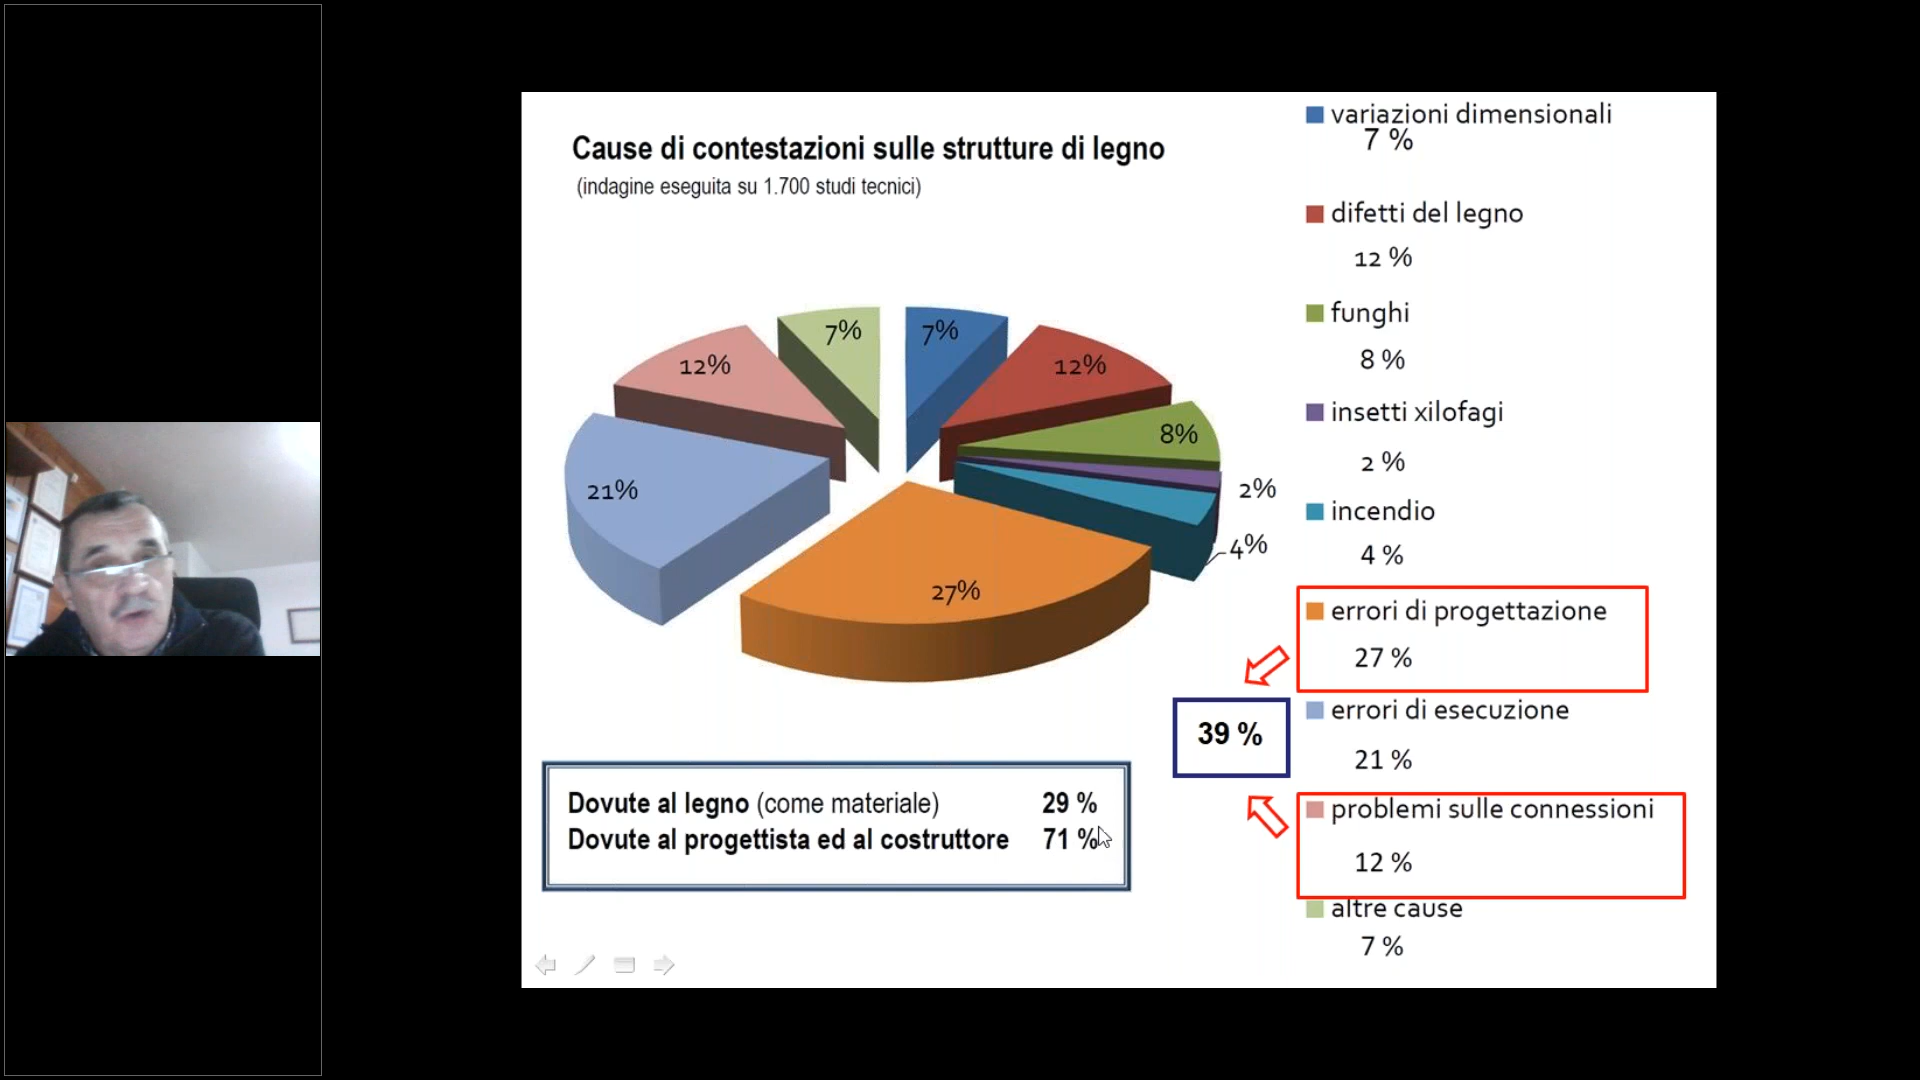 Cause di contestazioni sulle strutture di legno
(indagine eseguita su 1.700 studi tecnici)
7%
7%
12%
12%
8%
21%
2%
4%
27%
variazioni dimensionali
7 %
difetti del legno
12 %
funghi
8 %
insetti xilofagi
2 %
incendio
4 %
errori di progettazione
27 %
errori di esecuzione
21 %
problemi sulle connessioni
12 %
altre cause
7 %
39 %
Dovute al legno (come materiale) 29 %
Dovute al progettista ed al costruttore 71 %